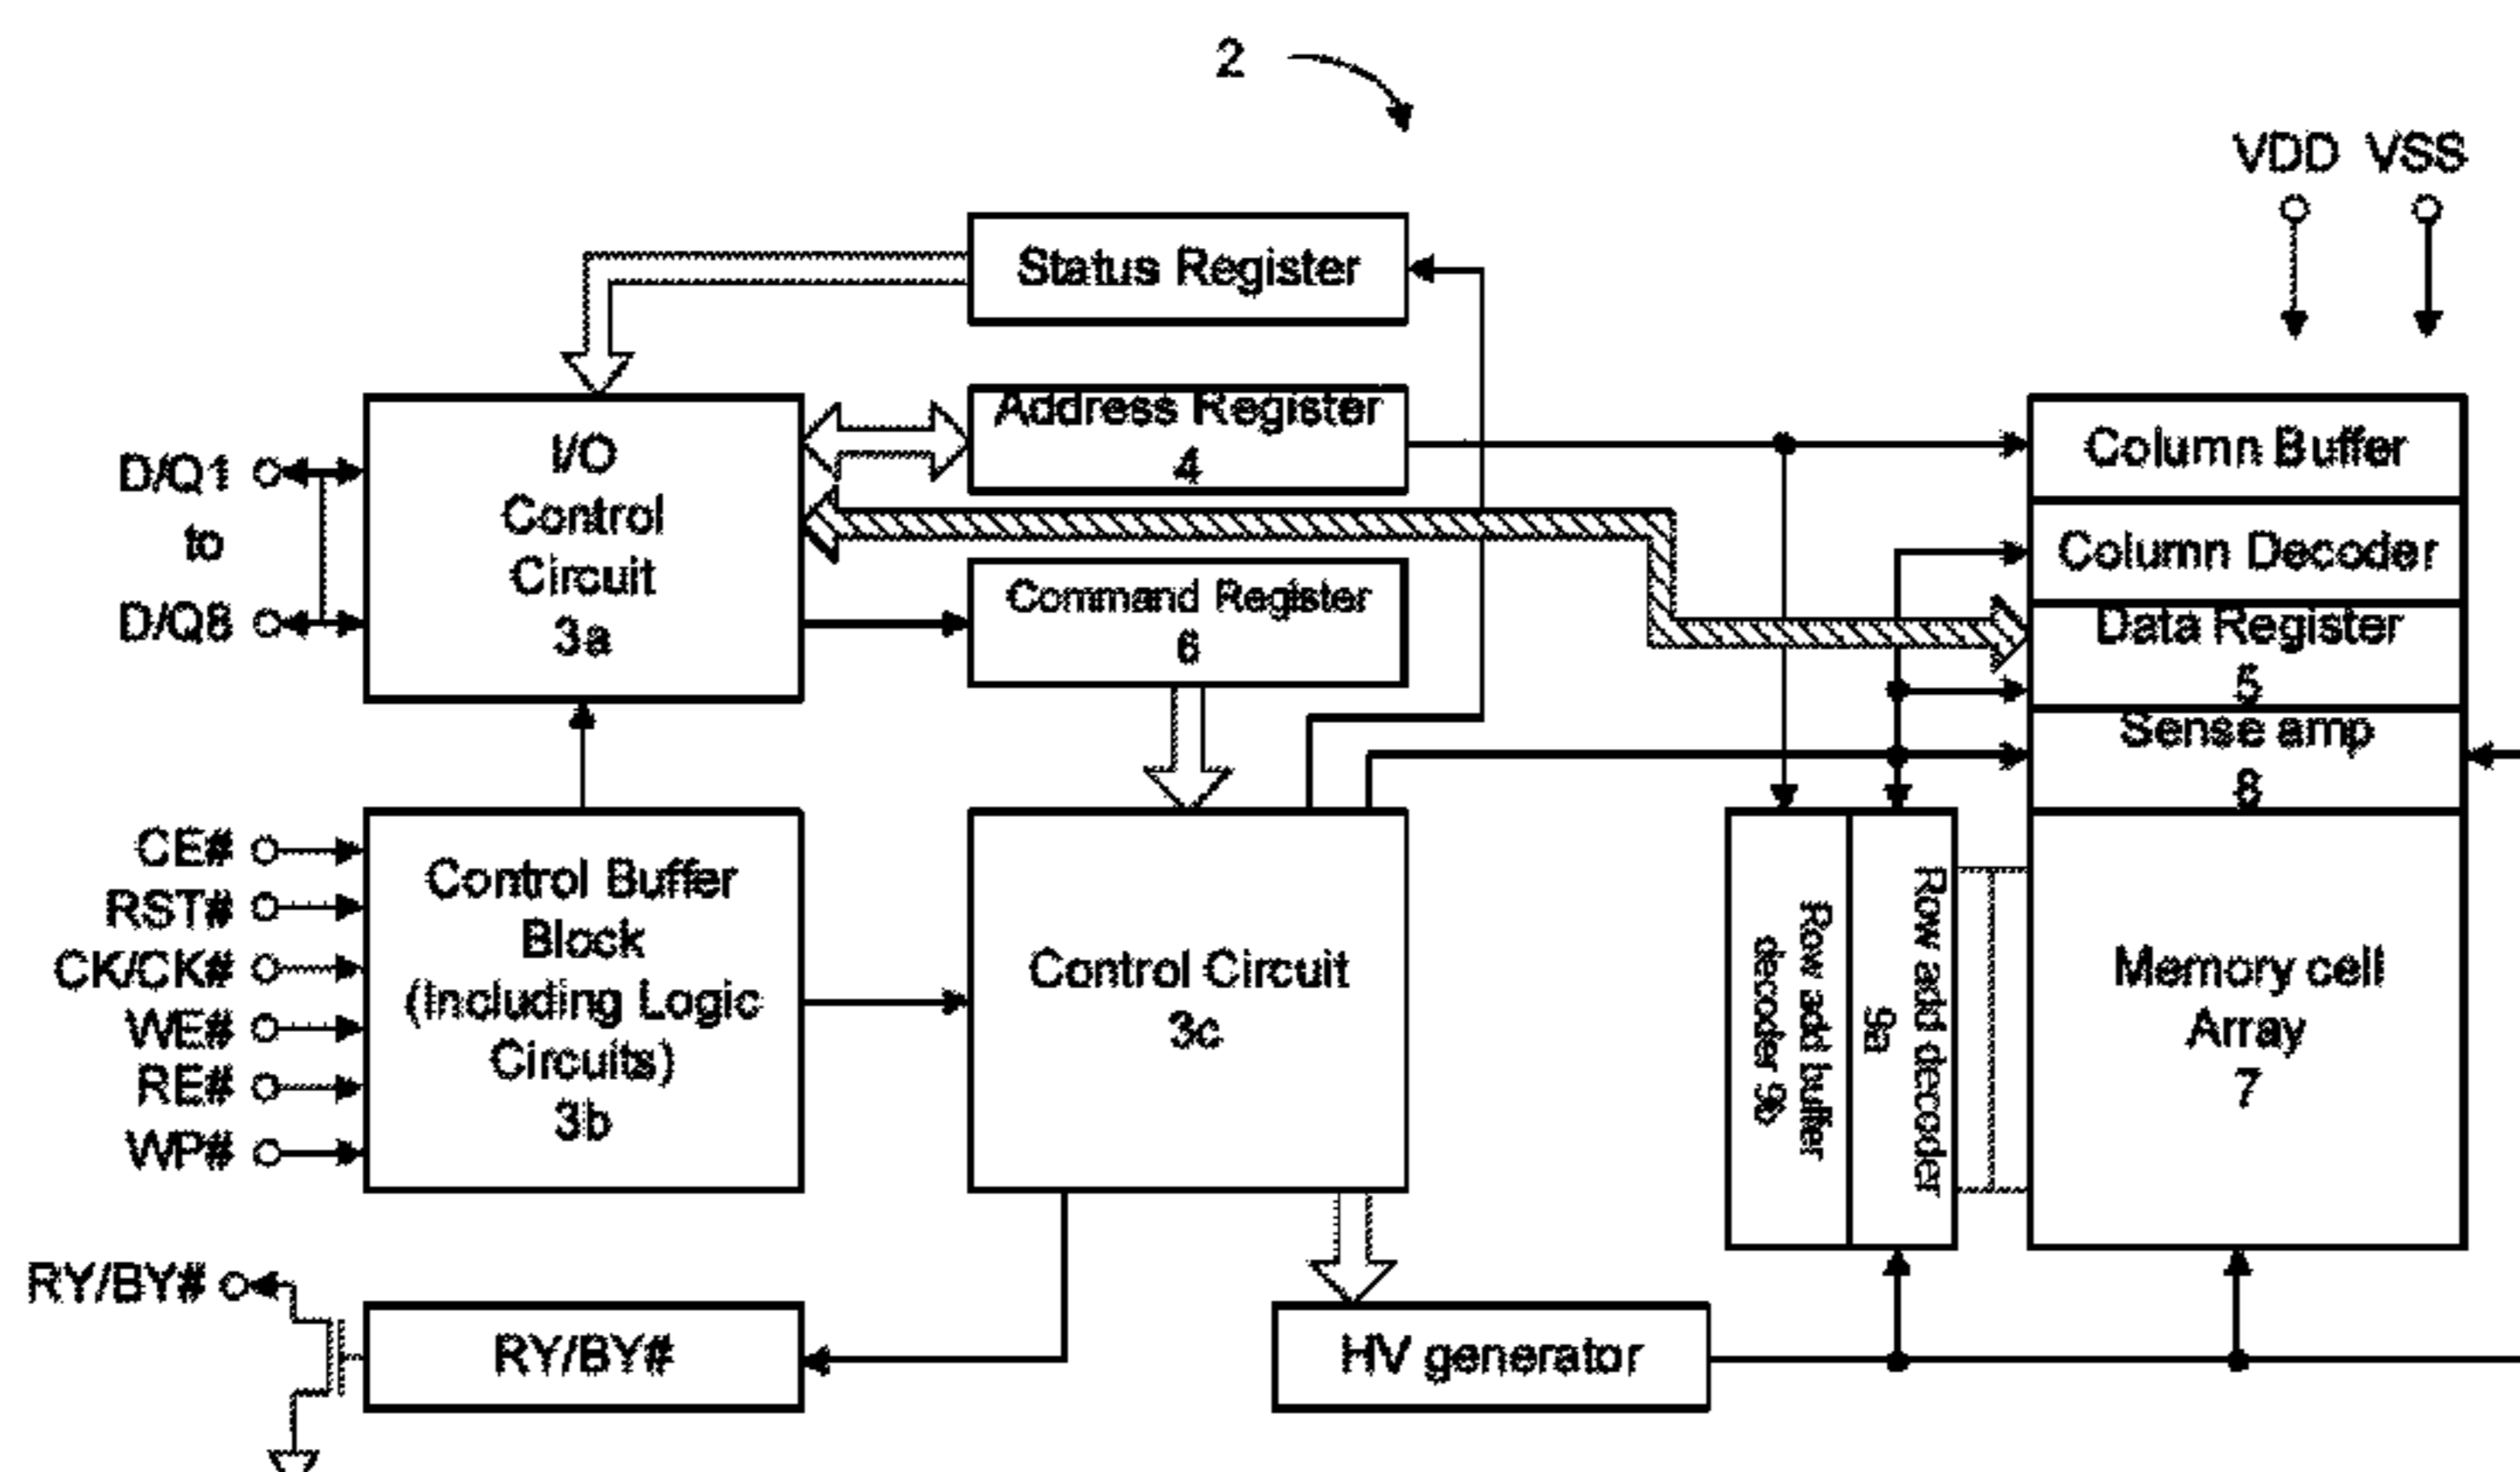 2
VDD VSS
Status Register
Address Register
4
Column Buffer
I/O
Control
Circuit
3a
D/Q1
to
D/Q8
Column Decoder
Command Register
6
Data Register
5
Sense amp
8
CE#
RST#
CK/CK#
WE#
RE#
WP#
Control Buffer
Block
(Including Logic
Circuits)
3b
Control Circuit
3c
Row add buffer
decoder 9b
Row add decoder
9a
Memory cell
Array
7
RY/BY#
RY/BY#
HV generator